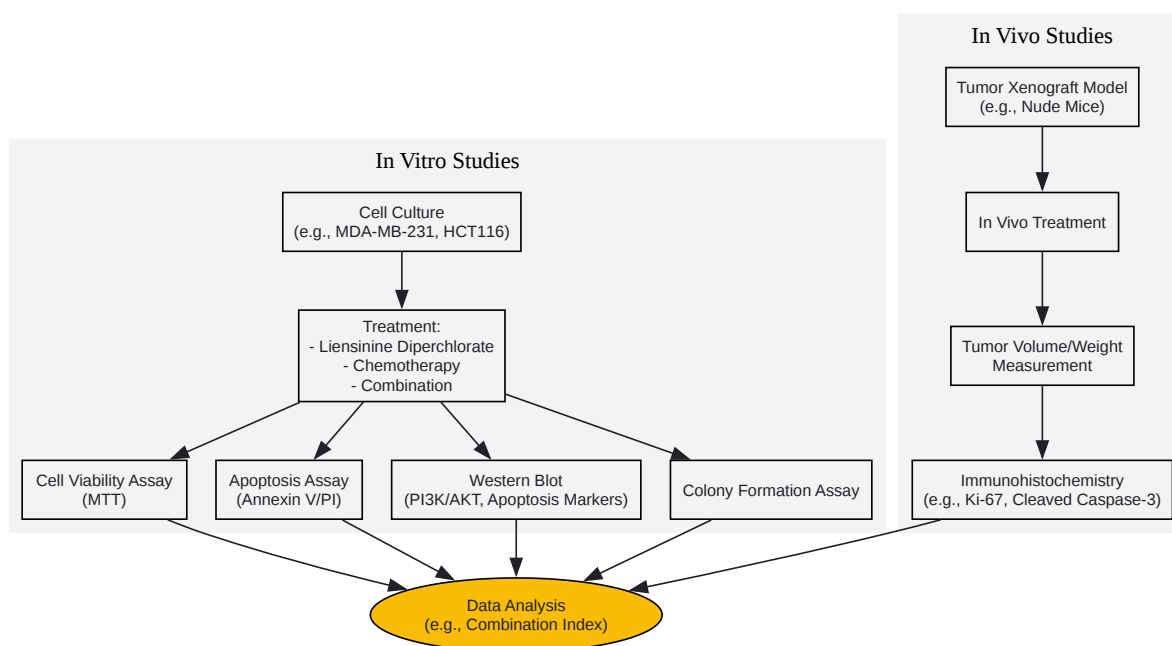 In Vivo Studies
Tumor Xenograft Model
(e.g., Nude Mice)
In Vivo Treatment
Tumor Volume/Weight
Measurement
Immunohistochemistry
(e.g., Ki-67, Cleaved Caspase-3)
In Vitro Studies
Cell Culture
(e.g., MDA-MB-231, HCT116)
Treatment:
- Liensinine Diperchlorate
- Chemotherapy
- Combination
Cell Viability Assay
(MTT)
Apoptosis Assay
(Annexin V/PI)
Western Blot
(PI3K/AKT, Apoptosis Markers)
Colony Formation Assay
Data Analysis
(e.g., Combination Index)